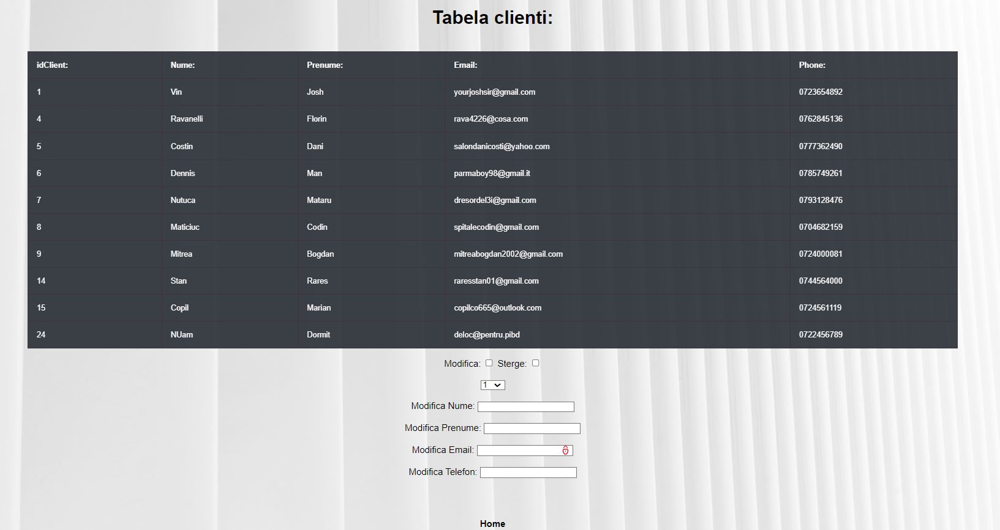 Tabela clienti:
idClient: Nume: Prenume: Email: Phone:
1 Vin Josh yourjoshsir@gmail.com 0723654892
4 Ravanelli Florin rava4226@cosa.com 0762845136
5 Costin Dani salondanicosti@yahoo.com 0777362490
6 Dennis Man parmaboy98@gmail.it 0785749261
7 Nutuca Mataru dresordel3i@gmail.com 0793128476
8 Maticiuc Codin spitalecodin@gmail.com 0704682159
9 Mitrea Bogdan mitreabogdan2002@gmail.com 0724000081
14 Stan Rares raresstan01@gmail.com 0744564000
15 Copil Marian copilco665@outlook.com 0724561119
24 NUam Dormit deloc@pentru.pibd 0722456789
Modifica: Sterge:
1
Modifica Nume:
Modifica Prenume:
Modifica Email:
Modifica Telefon:
Home